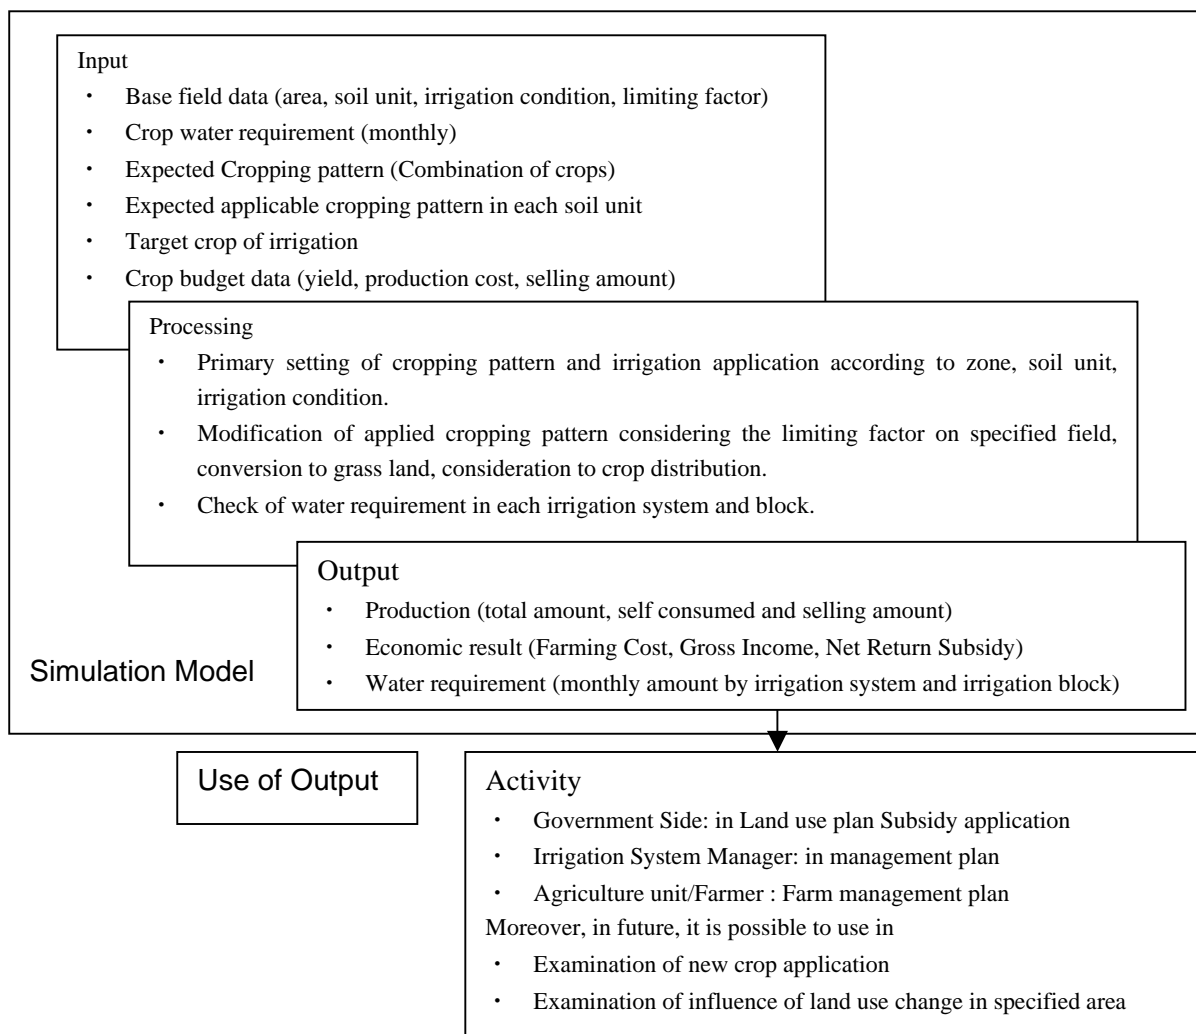 Input
・ Base field data (area, soil unit, irrigation condition, limiting factor)
・ Crop water requirement (monthly)
・ Expected Cropping pattern (Combination of crops)
・ Expected applicable cropping pattern in each soil unit
・ Target crop of irrigation
・ Crop budget data (yield, production cost, selling amount)
Processing
・ Primary setting of cropping pattern and irrigation application according to zone, soil unit,
irrigation condition.
・ Modification of applied cropping pattern considering the limiting factor on specified field,
conversion to grass land, consideration to crop distribution.
・ Check of water requirement in each irrigation system and block.
Output
・ Production (total amount, self consumed and selling amount)
・ Economic result (Farming Cost, Gross Income, Net Return Subsidy)
・ Water requirement (monthly amount by irrigation system and irrigation block)
Simulation Model
Use of Output
Activity
・ Government Side: in Land use plan Subsidy application
・ Irrigation System Manager: in management plan
・ Agriculture unit/Farmer : Farm management plan
Moreover, in future, it is possible to use in
・ Examination of new crop application
・ Examination of influence of land use change in specified area